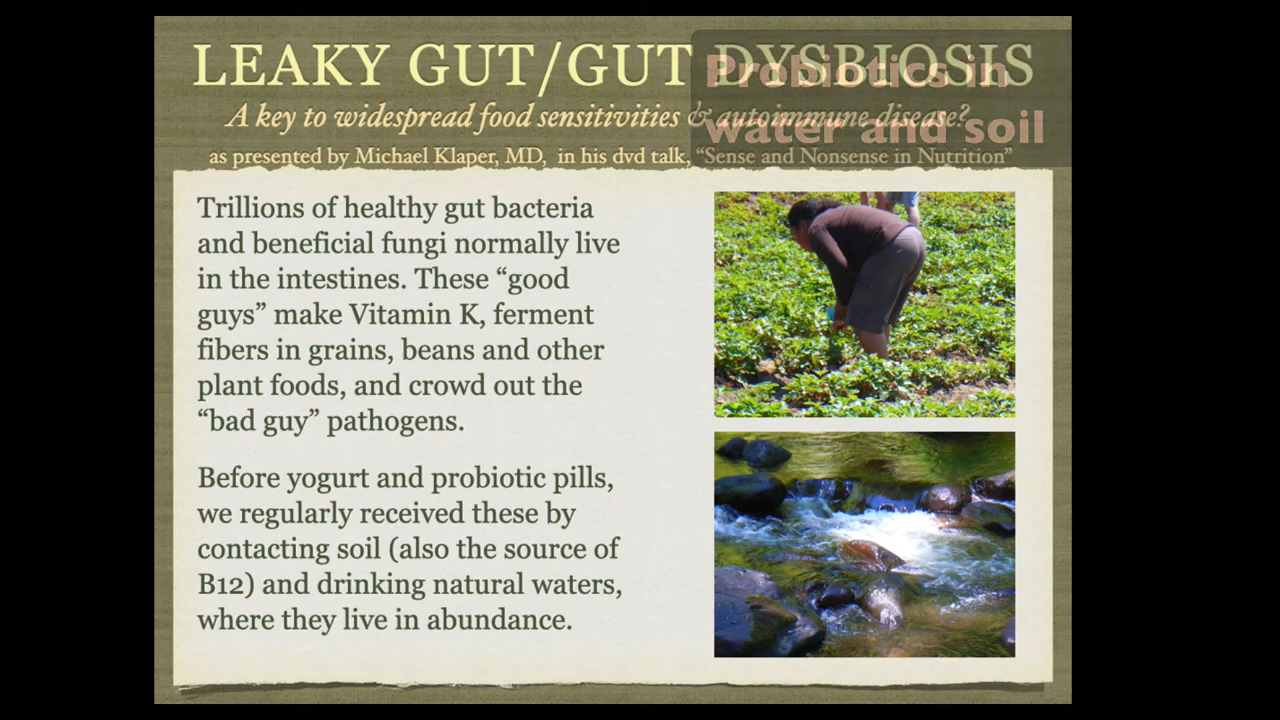 LEAKY GUT/GUT DYSBIOSIS
Probiotics in
water and soil
A key to widespread food sensitivities & autoimmune disease?
as presented by Michael Klaper, MD, in his dvd talk, “Sense and Nonsense in Nutrition”
Trillions of healthy gut bacteria
and beneficial fungi normally live
in the intestines. These “good
guys” make Vitamin K, ferment
fibers in grains, beans and other
plant foods, and crowd out the
“bad guy” pathogens.
Before yogurt and probiotic pills,
we regularly received these by
contacting soil (also the source of
B12) and drinking natural waters,
where they live in abundance.